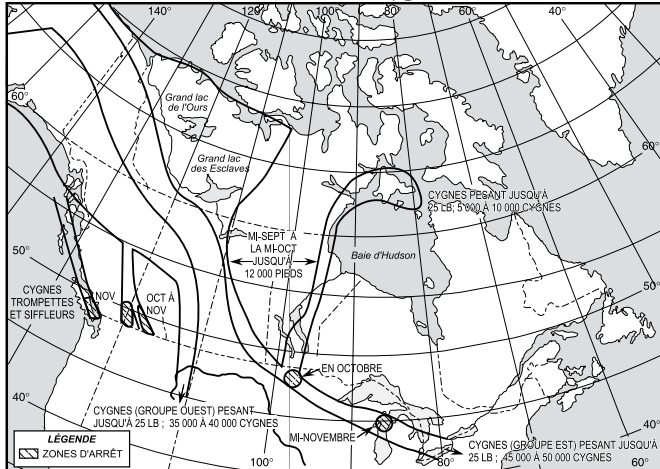 140°
120°
100°
80°
60°
60°
Grand lac
de l'Ours
Grand lac
des Esclaves
60°
CYGNES PESANT JUSQU'À
25 LB; 5 000 À 10 000 CYGNES
MI-SEPT À
LA MI-OCT
JUSQU'À
12 000 PIEDS
Baie d'Hudson
50°
50°
CYGNES
TROMPETTES
ET SIFFLEURS
NOV
OCT À
NOV
EN OCTOBRE
40°
CYGNES (GROUPE OUEST) PESANT
JUSQU'À 25 LB ; 35 000 À 40 000 CYGNES
40°
MI-NOVEMBRE
LÉGENDE
ZONES D'ARRÊT
CYGNES (GROUPE EST) PESANT JUSQU'À
25 LB ; 45 000 À 50 000 CYGNES
100°
80°
60°